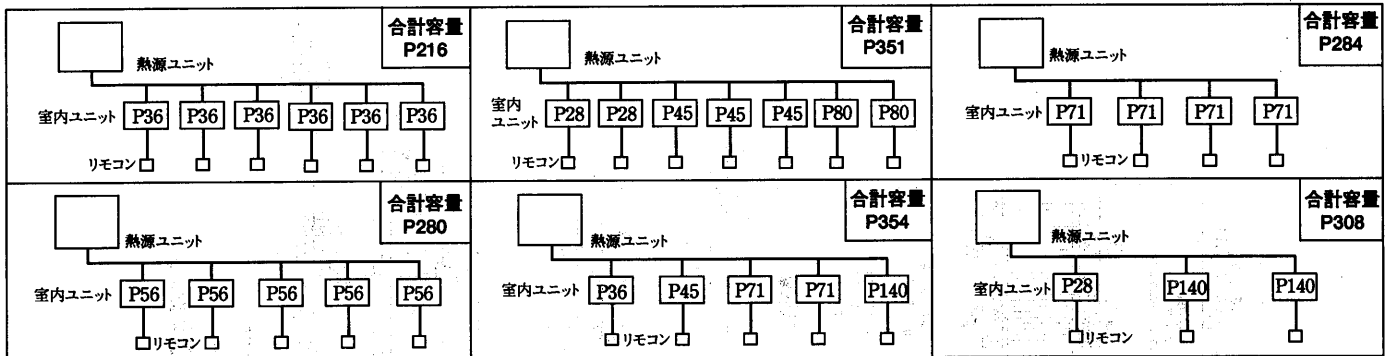 合計容量
P216
熱源ユニット
室内ユニット P36 P36 P36 P36 P36 P36
リモコン
合計容量
P351
熱源ユニット
室内
ユニット
P28 P28 P45 P45 P45 P80 P80
リモコン
合計容量
P284
熱源ユニット
室内ユニット P71 P71 P71 P71
リモコン
合計容量
P280
熱源ユニット
室内ユニット P56 P56 P56 P56 P56
リモコン
合計容量
P354
熱源ユニット
室内ユニット P36 P45 P71 P71 P140
リモコン
合計容量
P308
熱源ユニット
室内ユニット P28 P140 P140
リモコン